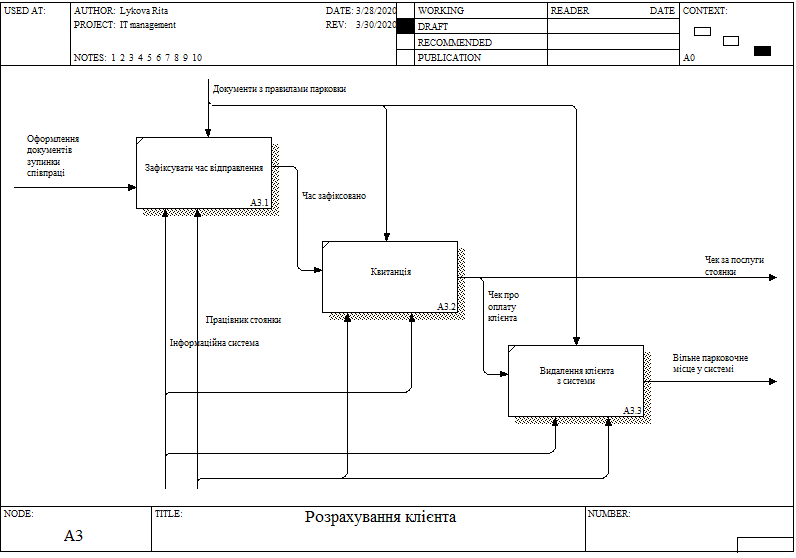 USED AT:
AUTHOR: Lykova Rita
DATE: 3/28/2020
PROJECT: IT management
REV: 3/30/2020
NOTES: 1 2 3 4 5 6 7 8 9 10
WORKING
DRAFT
RECOMMENDED
PUBLICATION
READER
DATE
CONTEXT:
A0
Документи з правилами парковки
Оформлення
документів
зупинки
співпраці
Зафіксувати час відправлення
A3.1
Час зафіксовано
Квитанція
A3.2
Чек за послуги
стоянки
Чек про
оплату
клієнта
Працівник стоянки
Інформаційна система
Видалення клієнта
з системи
A3.3
Вільне парковочне
місце у системі
NODE:
A3
TITLE:
Розрахування клієнта
NUMBER: